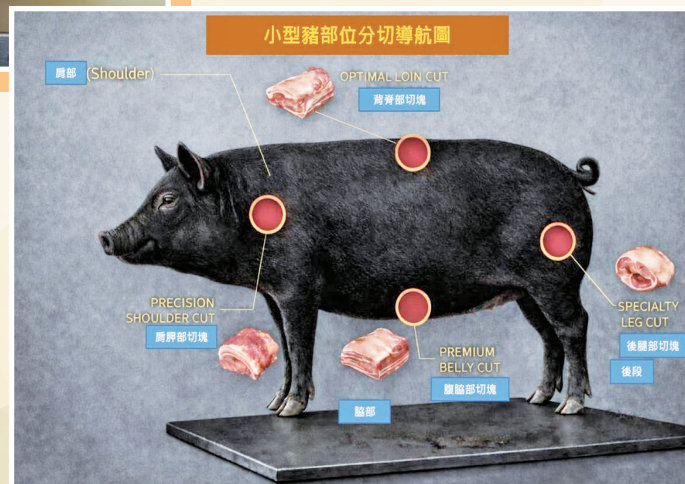 小型豬部位分切導航圖
肩部 (Shoulder)
OPTIMAL LOIN CUT
背脊部切塊
PRECISION
SHOULDER CUT
肩胛部切塊
PREMIUM
BELLY CUT
腹脇部切塊
脇部
SPECIALTY
LEG CUT
後腿部切塊
後段